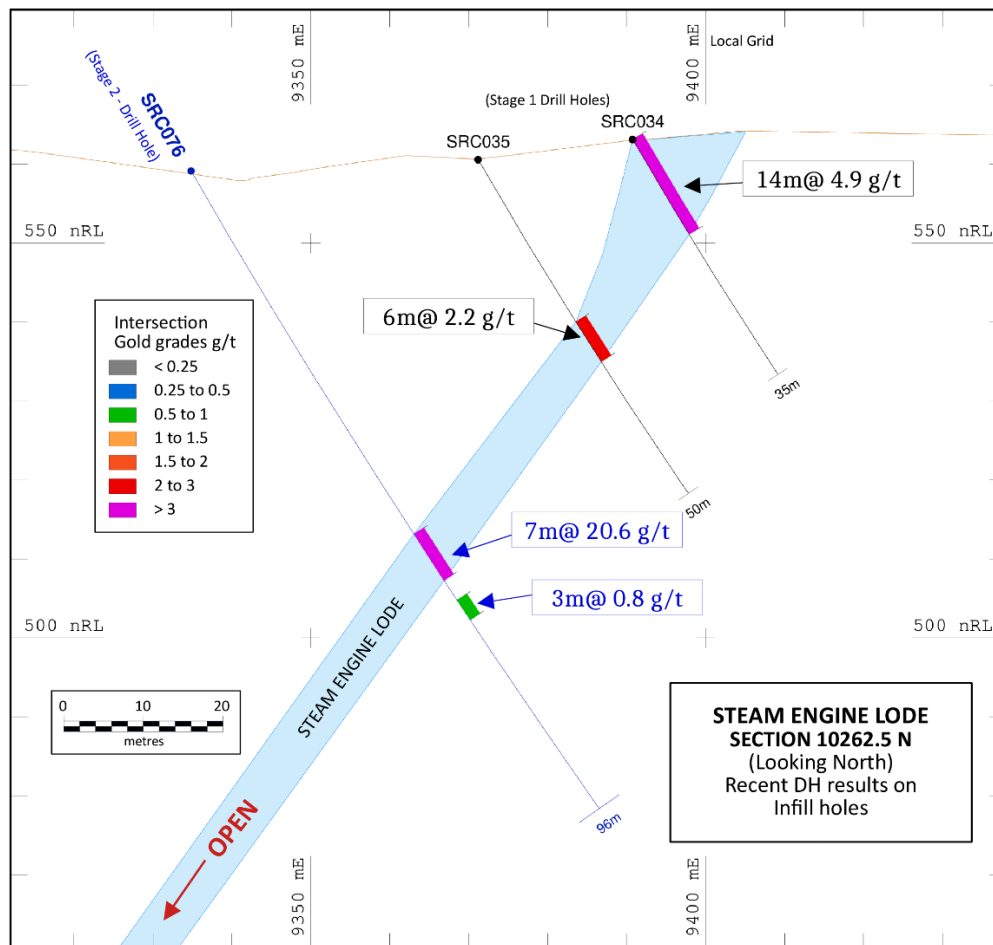 9350 mE
9400 mE
Local Grid
SRC076
(Stage 2 - Drill Hole)
(Stage 1 Drill Holes)
SRC035
SRC034
14m@ 4.9 g/t
550 nRL
550 nRL
6m@ 2.2 g/t
Intersection
Gold grades g/t
< 0.25
0.25 to 0.5
0.5 to 1
1 to 1.5
1.5 to 2
2 to 3
> 3
35m
50m
7m@ 20.6 g/t
3m@ 0.8 g/t
500 nRL
500 nRL
STEAM ENGINE LODE
0 10 20
metres
STEAM ENGINE LODE
SECTION 10262.5 N
(Looking North)
Recent DH results on
Infill holes
96m
OPEN
9350 mE
9400 mE